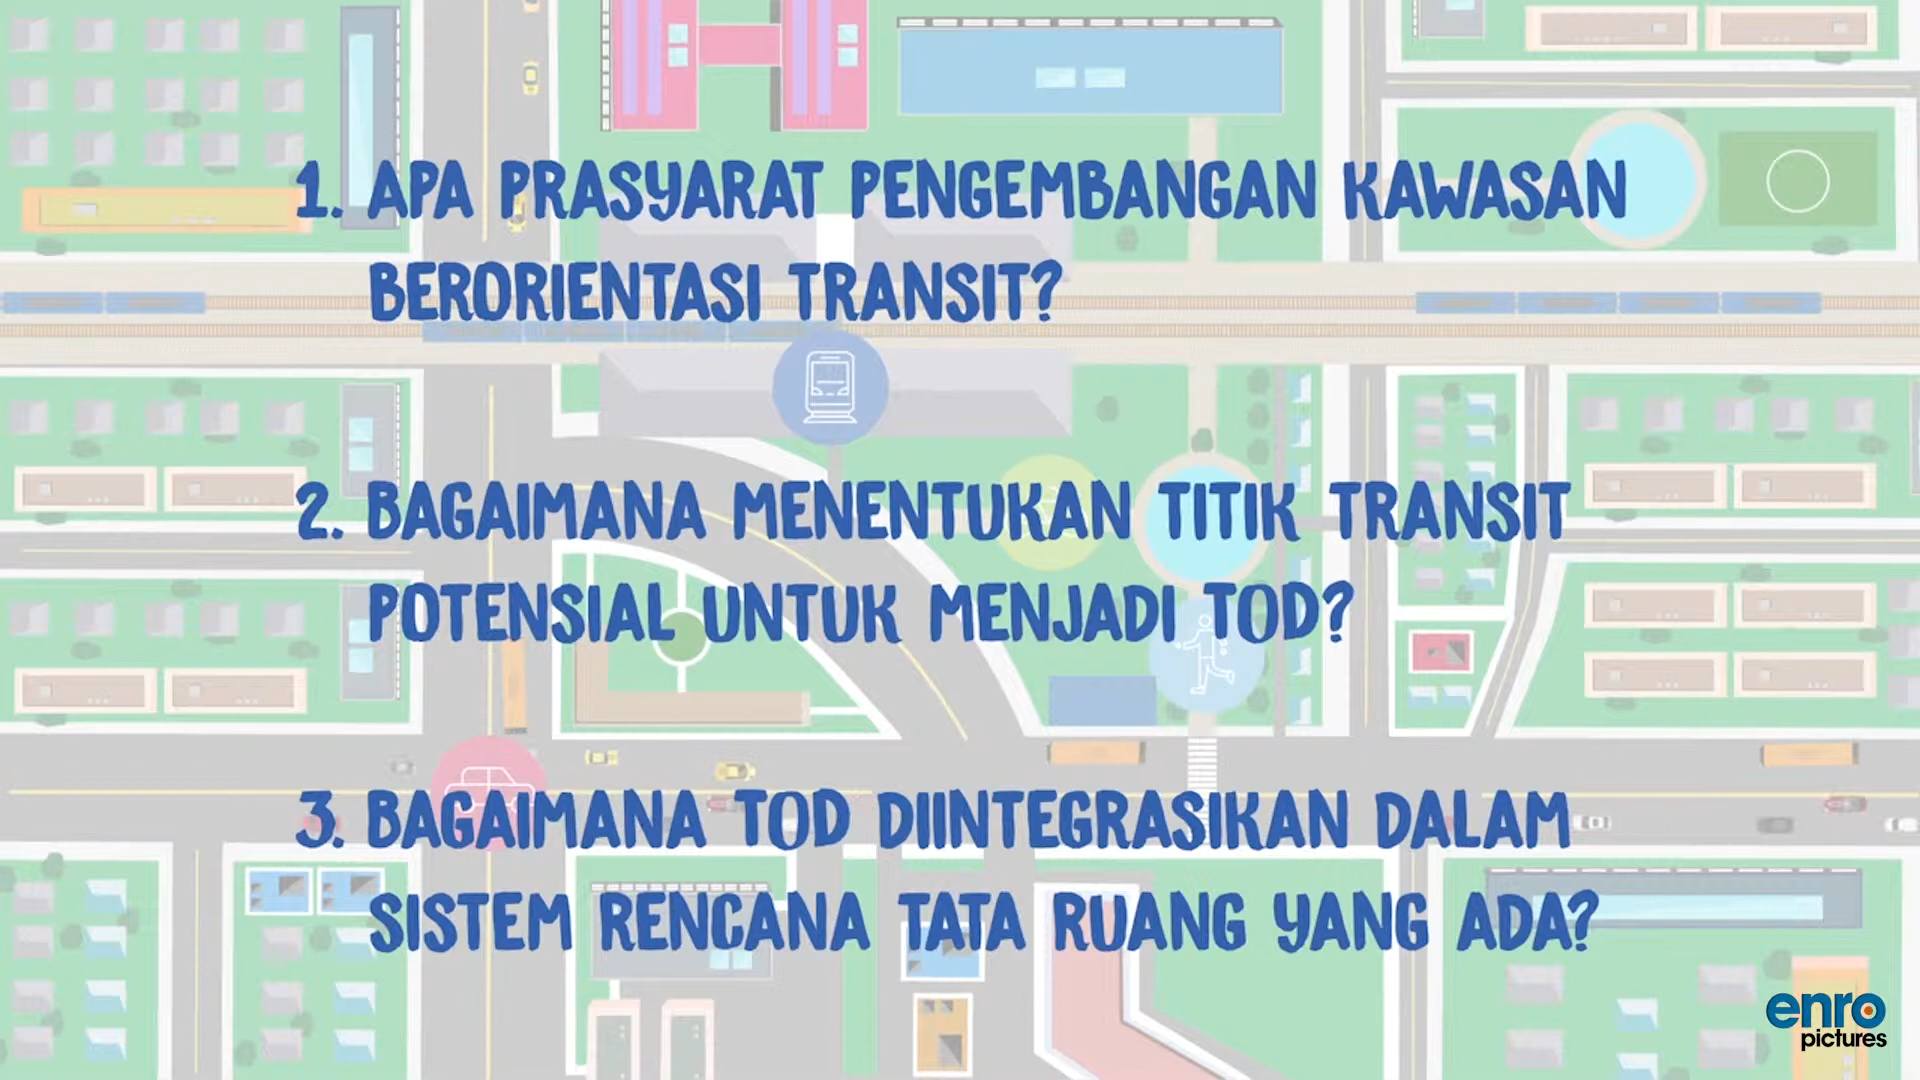 1. APA PRASYARAT PENGEMBANGAN KAWASAN
BERORIENTASI TRANSIT?
2. BAGAIMANA MENENTUKAN TITIK TRANSIT
POTENSIAL UNTUK MENJADI TOD?
3. BAGAIMANA TOD DIINTEGRASIKAN DALAM
SISTEM RENCANA TATA RUANG YANG ADA?
enro
pictures